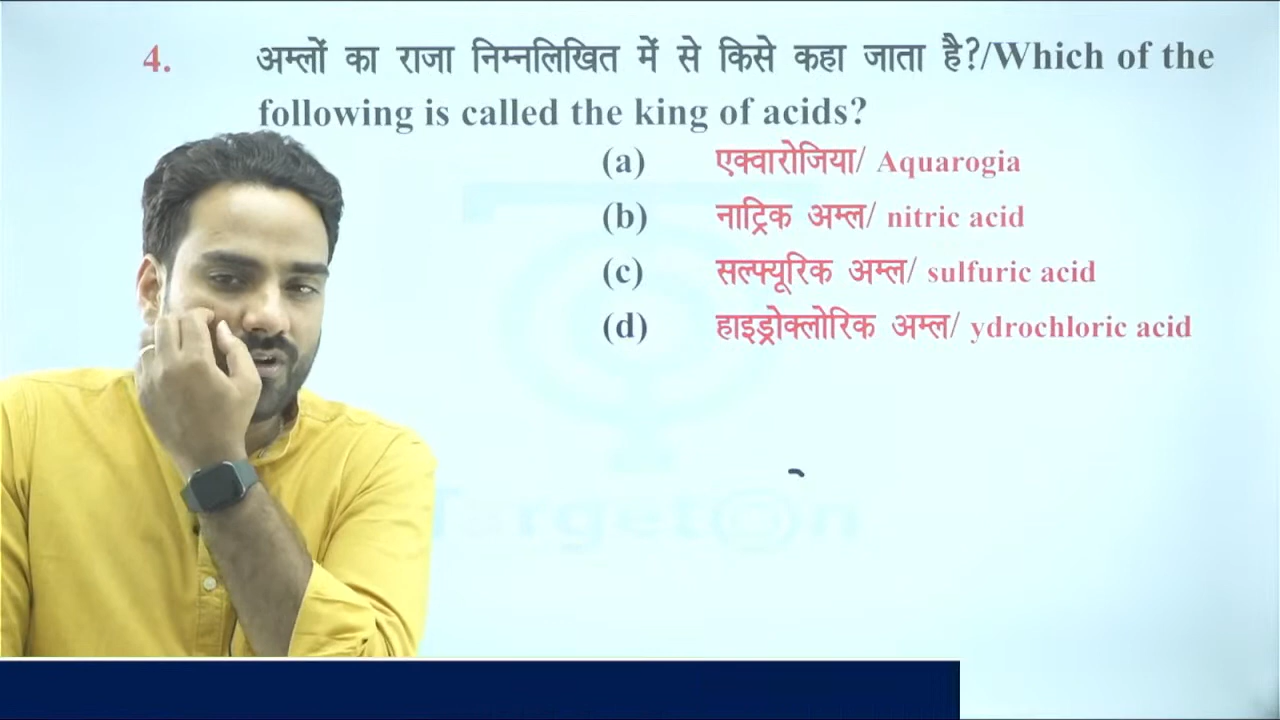 4. अम्लों का राजा निम्नलिखित में से किसे कहा जाता है?/Which of the
following is called the king of acids?
(a) एक्वारोजिया/ Aquarogia
(b) नाट्रिक अम्ल/ nitric acid
(c) सल्फ्यूरिक अम्ल/ sulfuric acid
(d) हाइड्रोक्लोरिक अम्ल/ ydrochloric acid
Target@n